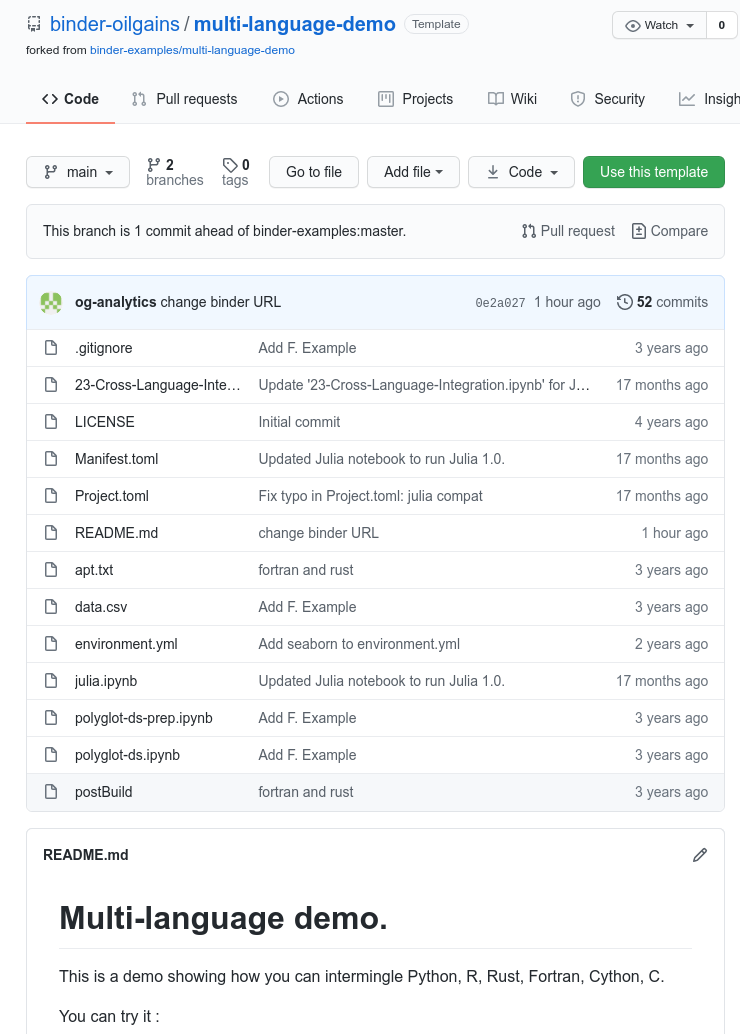 binder-oilgains / multi-language-demo Template Watch 0
forked from binder-examples/multi-language-demo
Code Pull requests Actions Projects Wiki Security Insigh
main 2 branches 0 tags Go to file Add file Code Use this template
This branch is 1 commit ahead of binder-examples:master. Pull request Compare
og-analytics change binder URL 0e2a027 1 hour ago 52 commits
.gitignore Add F. Example 3 years ago
23-Cross-Language-Inte... Update '23-Cross-Language-Integration.ipynb' for J... 17 months ago
LICENSE Initial commit 4 years ago
Manifest.toml Updated Julia notebook to run Julia 1.0. 17 months ago
Project.toml Fix typo in Project.toml: julia compat 17 months ago
README.md change binder URL 1 hour ago
apt.txt fortran and rust 3 years ago
data.csv Add F. Example 3 years ago
environment.yml Add seaborn to environment.yml 2 years ago
julia.ipynb Updated Julia notebook to run Julia 1.0. 17 months ago
polyglot-ds-prep.ipynb Add F. Example 3 years ago
polyglot-ds.ipynb Add F. Example 3 years ago
postBuild fortran and rust 3 years ago
README.md
Multi-language demo.
This is a demo showing how you can intermingle Python, R, Rust, Fortran, Cython, C.
You can try it :